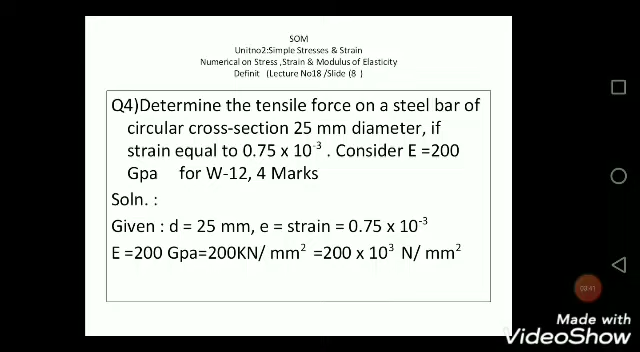 SOM
Unitno2:Simple Stresses & Strain
Numerical on Stress ,Strain & Modulus of Elasticity
Definit (Lecture No18 /Slide (8 )
Q4)Determine the tensile force on a steel bar of
circular cross-section 25 mm diameter, if
strain equal to 0.75 x 10⁻³ . Consider E =200
Gpa for W-12, 4 Marks
Soln. :
Given : d = 25 mm, e = strain = 0.75 x 10⁻³
E =200 Gpa=200KN/ mm² =200 x 10³ N/ mm²
03:41
Made with
VideoShow